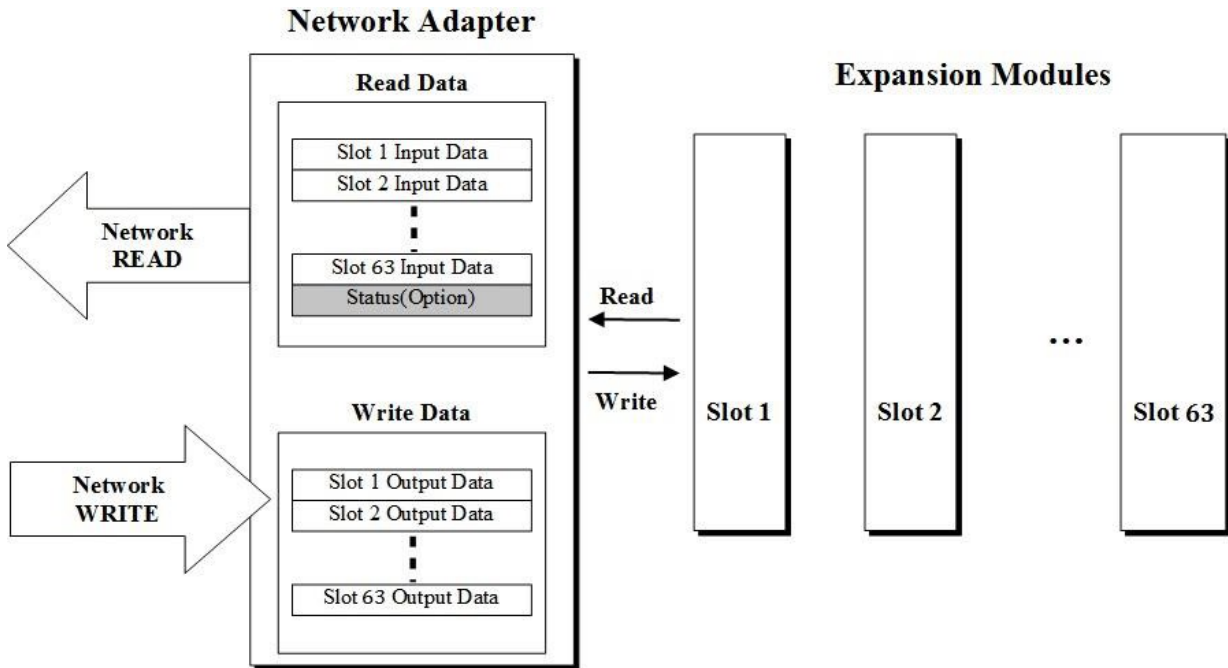 Network Adapter
Read Data
Slot 1 Input Data
Slot 2 Input Data
Slot 63 Input Data
Status(Option)
Network
READ
Write Data
Slot 1 Output Data
Slot 2 Output Data
Slot 63 Output Data
Network
WRITE
Read
Write
Expansion Modules
Slot 1
Slot 2
...
Slot 63